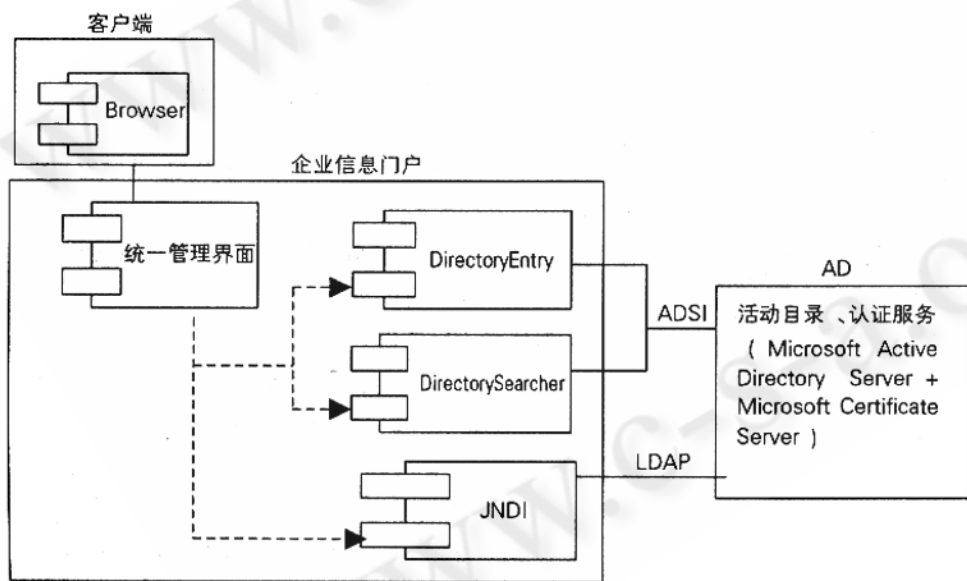 客户端
Browser
企业信息门户
统一管理界面
DirectoryEntry
DirectorySearcher
JNDI
ADSI
LDAP
AD
活动目录、认证服务
( Microsoft Active
Directory Server +
Microsoft Certificate
Server )